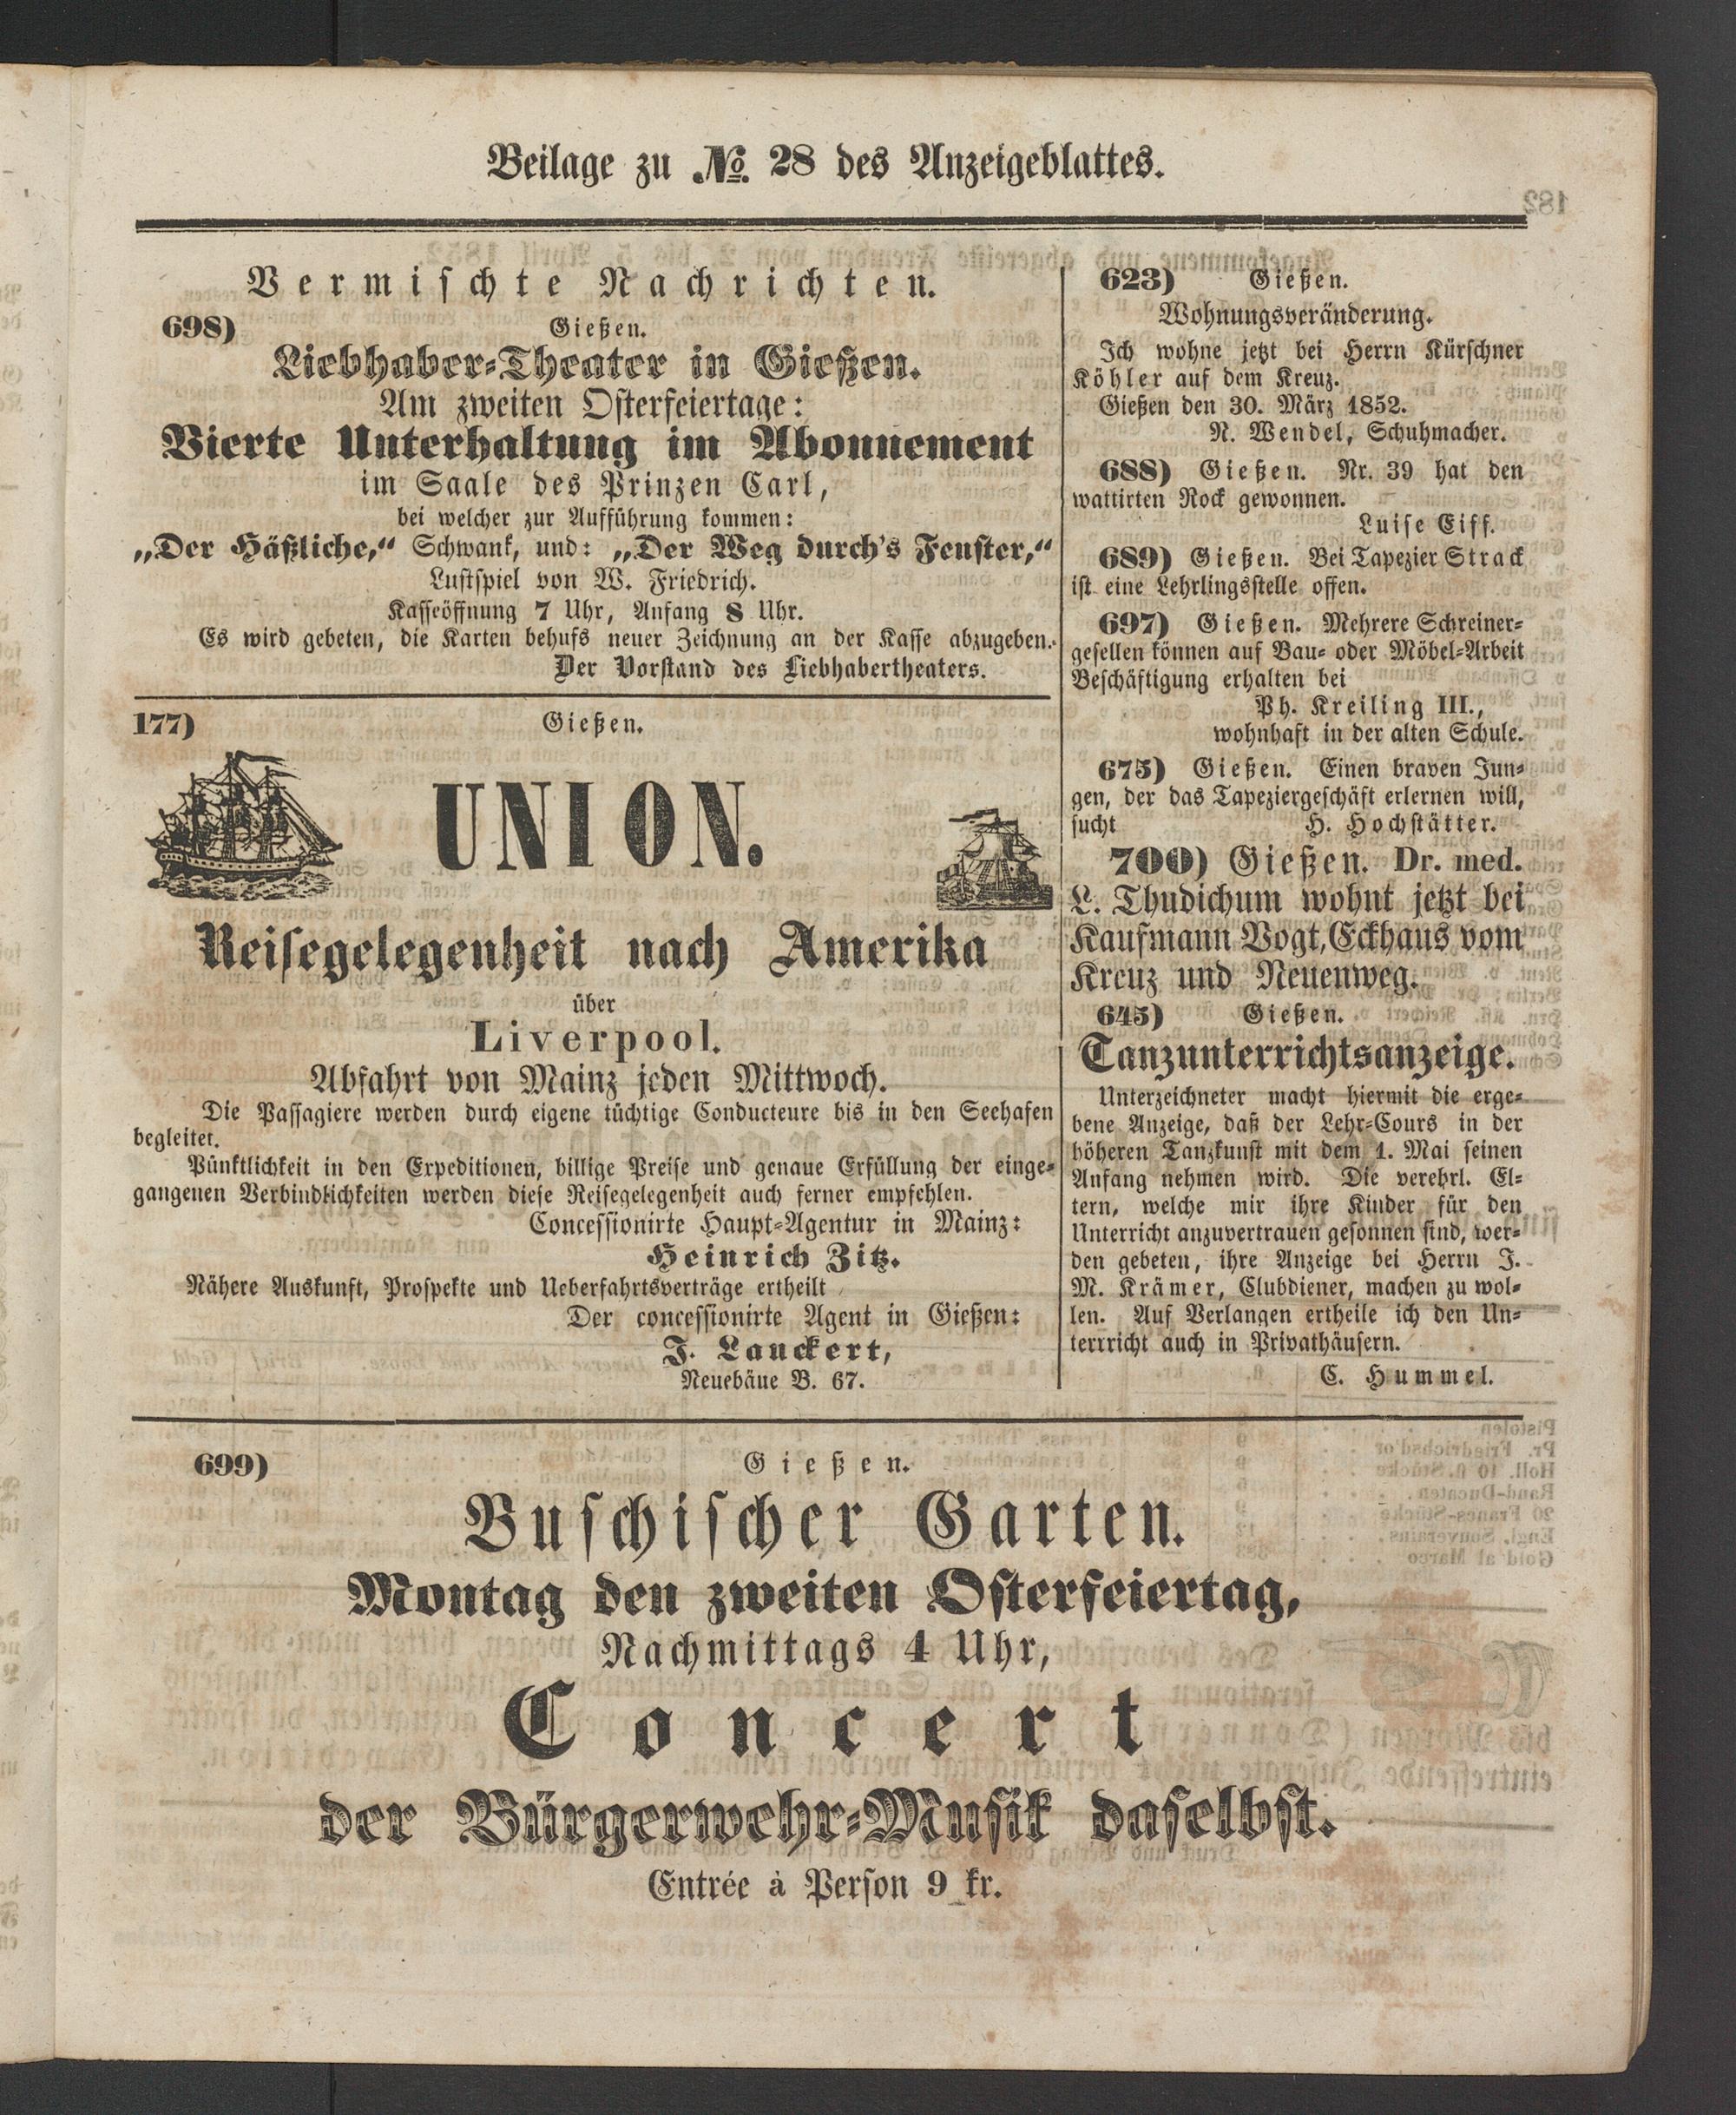 Beilage zu No. 28 des Anzeigeblattes.
Vermischte Nachrichten.
698) Gießen.
Liebhaber-Theater in Gießen.
Am zweiten Osterfeiertage:
Vierte Unterhaltung im Abonnement
im Saale des Prinzen Carl,
bei welcher zur Aufführung kommen:
„Der Häßliche,“ Schwank, und: „Der Weg durch's Fenster,“
Lustspiel von W. Friedrich.
Kasseöffnung 7 Uhr, Anfang 8 Uhr.
Es wird gebeten, die Karten behufs neuer Zeichnung an der Kasse abzugeben.
Der Vorstand des Liebhabertheaters.
177) Gießen.
UNION.
Reisegelegenheit nach Amerika
über
Liverpool.
Abfahrt von Mainz jeden Mittwoch.
Die Passagiere werden durch eigene tüchtige Conducteure bis in den Seehafen
begleitet.
Pünktlichkeit in den Expeditionen, billige Preise und genaue Erfüllung der einge-
gangenen Verbindlichkeiten werden diese Reisegelegenheit auch ferner empfehlen.
Concessionirte Haupt-Agentur in Mainz:
Heinrich Zitz.
Nähere Auskunft, Prospekte und Ueberfahrtsverträge ertheilt
Der concessionirte Agent in Gießen:
J. Lauckert,
Neuebäue B. 67.
623) Gießen.
Wohnungsveränderung.
Ich wohne jetzt bei Herrn Kürschner
Köhler auf dem Kreuz.
Gießen den 30. März 1852.
N. Wendel, Schuhmacher.
688) Gießen. Nr. 39 hat den
wattirten Rock gewonnen.
Luise Eiff.
689) Gießen. Bei Tapezier Strack
ist eine Lehrlingsstelle offen.
697) Gießen. Mehrere Schreiner-
gesellen können auf Bau- oder Möbel-Arbeit
Beschäftigung erhalten bei
Ph. Kreiling III.,
wohnhaft in der alten Schule.
675) Gießen. Einen braven Jun-
gen, der das Tapeziergeschäft erlernen will,
sucht H. Hochstätter.
700) Gießen. Dr. med.
L. Thudichum wohnt jetzt bei
Kaufmann Vogt, Eckhaus vom
Kreuz und Neuenweg.
645) Gießen.
Tanzunterrichtsanzeige.
Unterzeichneter macht hiermit die erge-
bene Anzeige, daß der Lehr-Cours in der
höheren Tanzkunst mit dem 1. Mai seinen
Anfang nehmen wird. Die verehrl. El-
tern, welche mir ihre Kinder für den
Unterricht anzuvertrauen gesonnen sind, wer-
den gebeten, ihre Anzeige bei Herrn J.
M. Krämer, Clubdiener, machen zu wol-
len. Auf Verlangen ertheile ich den Un-
terrricht auch in Privathäusern.
C. Hummel.
699) Gießen.
Buschischer Garten.
Montag den zweiten Osterfeiertag,
Nachmittags 4 Uhr,
Concert
der Bürgerwehr-Musik daselbst.
Entrée à Person 9 kr.